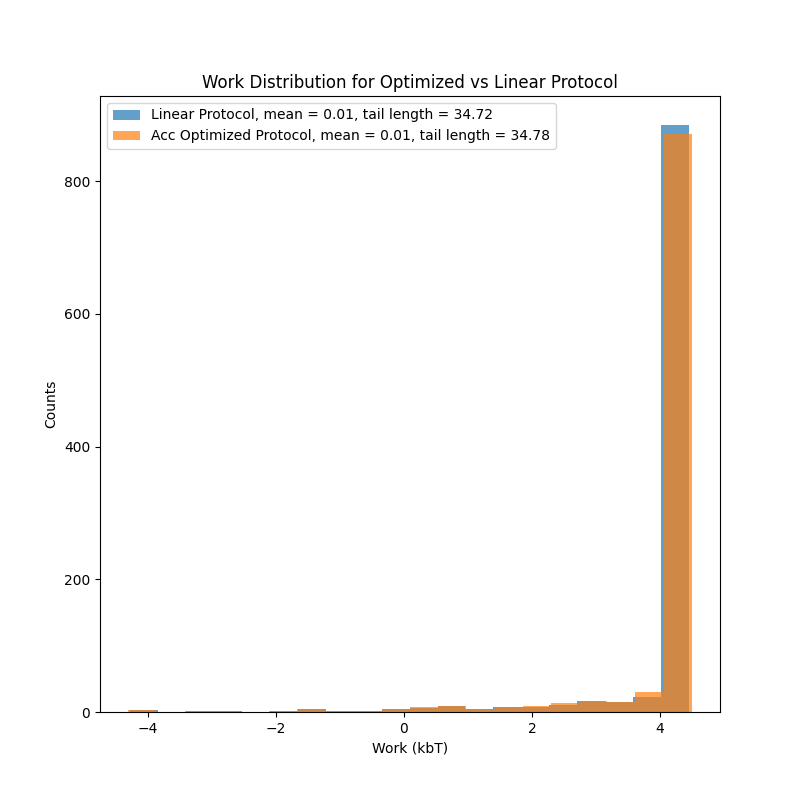 Work Distribution for Optimized vs Linear Protocol
Linear Protocol, mean = 0.01, tail length = 34.72
Acc Optimized Protocol, mean = 0.01, tail length = 34.78
800
600
400
200
0
Counts
−4
−2
0
2
4
Work (kbT)